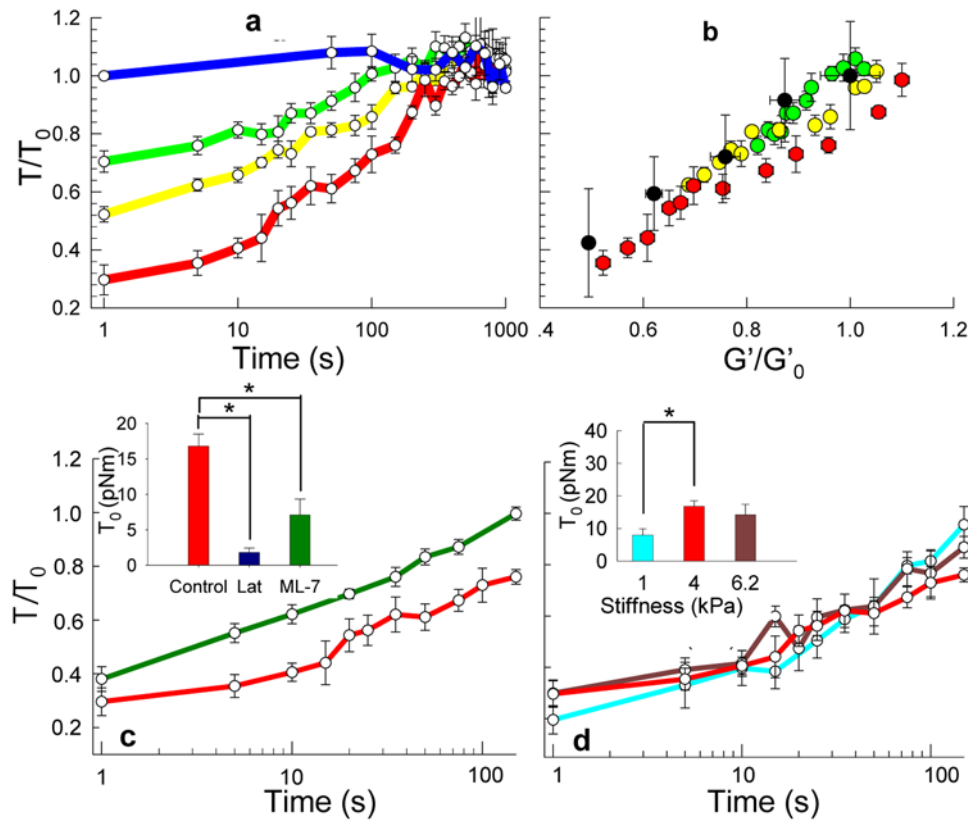 a
b
1.2
1.0
0.8
0.6
0.4
0.2
T/T0
1 10 100 1000
Time (s)
.4 0.6 0.8 1.0 1.2
G'/G'0
* *
20
15
10
5
0
T0 (pNm)
Control Lat ML-7
*
40
30
20
10
0
T0 (pNm)
1 4 6.2
Stiffness (kPa)
1.2
1.0
0.8
0.6
0.4
0.2
T/T0
c
d
1 10 100
Time (s)
1 10 100
Time (s)